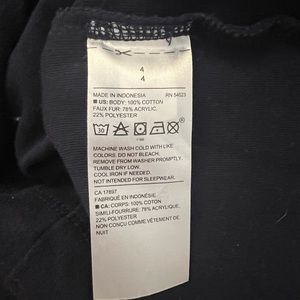 4
4
MADE IN INDONESIA RN 54023
■ US: BODY: 100% COTTON
FAUX FUR: 78% ACRYLIC,
22% POLYESTER
30
MACHINE WASH COLD WITH LIKE
COLORS. DO NOT BLEACH.
REMOVE FROM WASHER PROMPTLY.
TUMBLE DRY LOW.
COOL IRON IF NEEDED.
NOT INTENDED FOR SLEEPWEAR.
CA 17897
FABRIQUÉ EN INDONÉSIE
■ CA: CORPS: 100% COTON
SIMILI-FOURRURE: 78% ACRYLIQUE,
22% POLYESTER
NON CONÇU COMME VÊTEMENT DE
NUIT